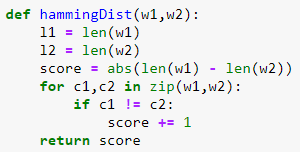 def hammingDist(w1,w2):
    l1 = len(w1)
    l2 = len(w2)
    score = abs(len(w1) - len(w2))
    for c1,c2 in zip(w1,w2):
        if c1 != c2:
            score += 1
    return score